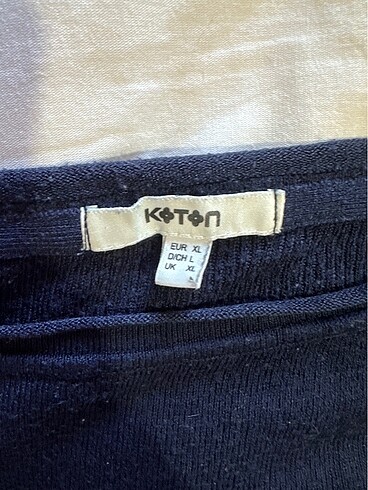 KOTON
EUR XL
D/CH L
UK XL